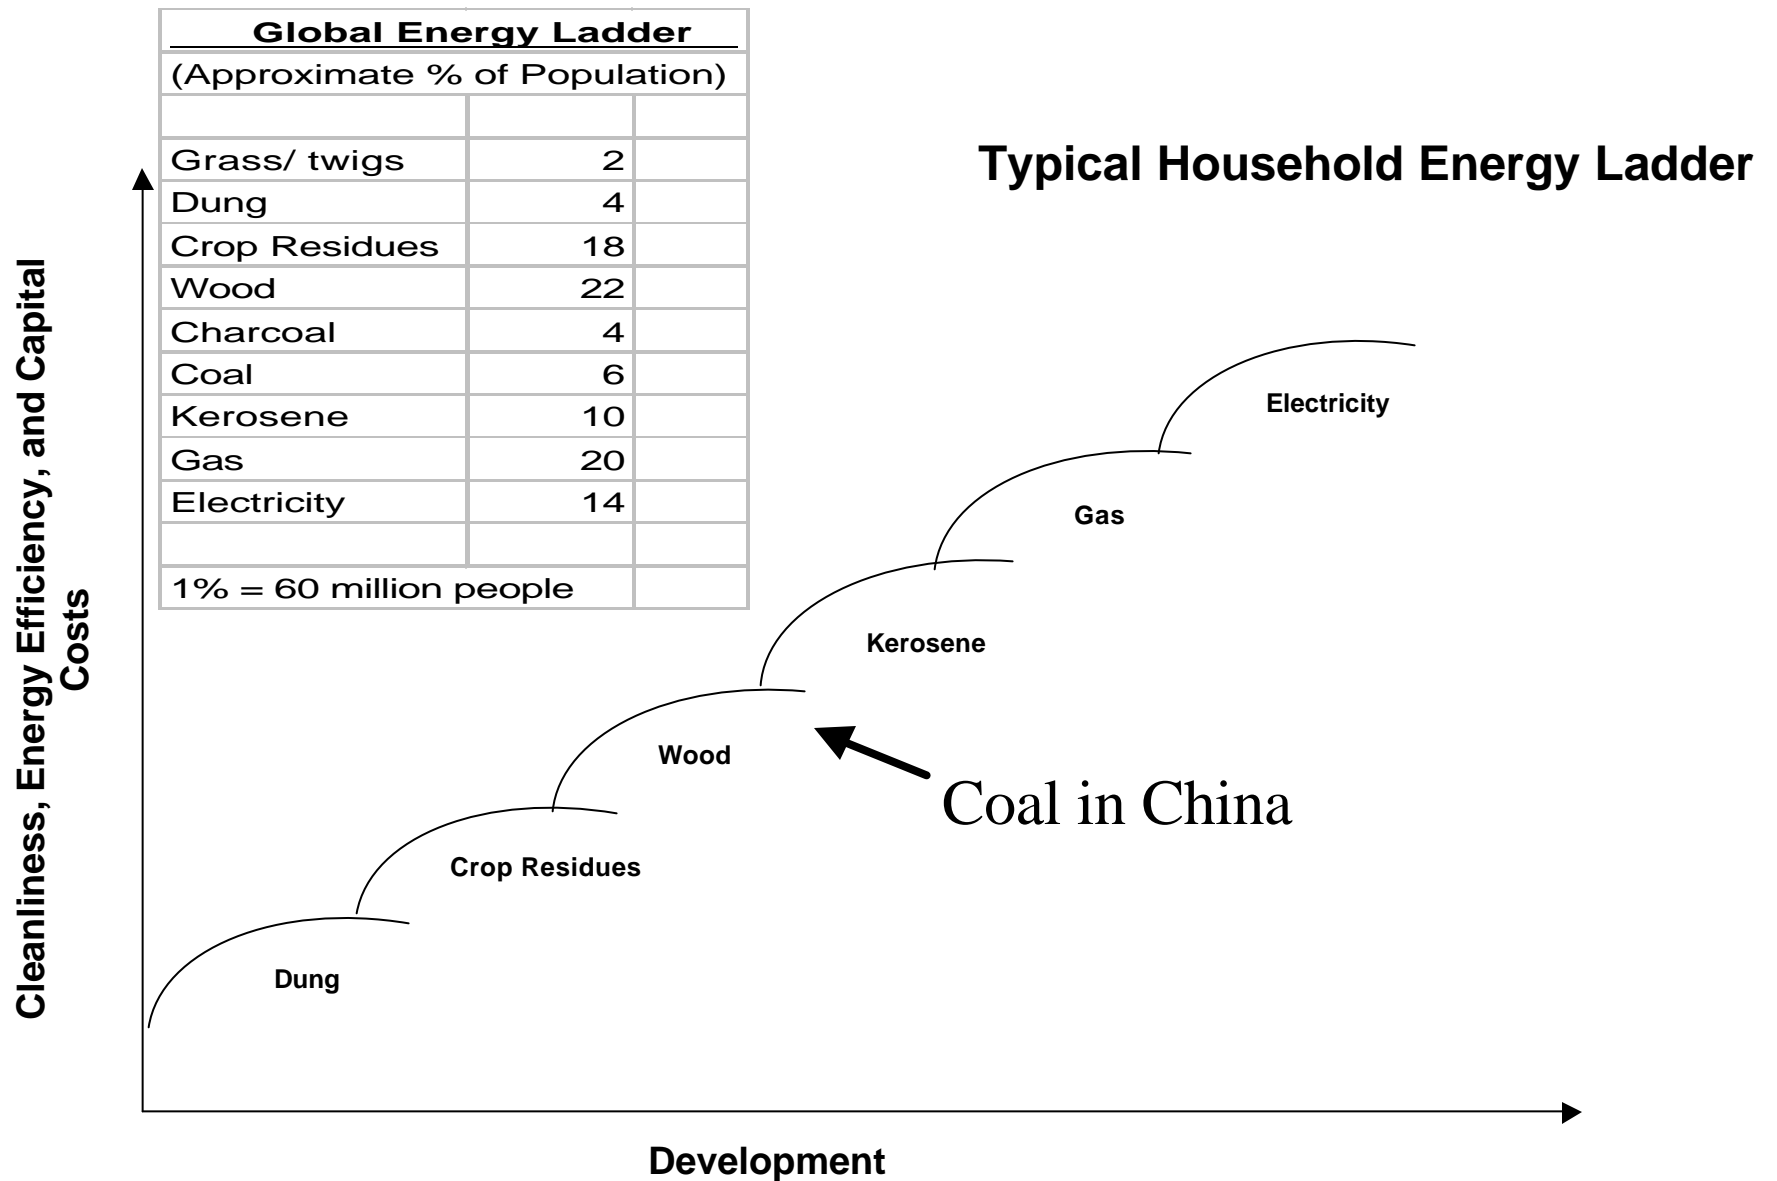 Global Energy Ladder
(Approximate % of Population)
Grass/ twigs 2
Dung 4
Crop Residues 18
Wood 22
Charcoal 4
Coal 6
Kerosene 10
Gas 20
Electricity 14
1% = 60 million people
Typical Household Energy Ladder
Cleanliness, Energy Efficiency, and Capital
Costs
Electricity
Gas
Kerosene
Wood
Coal in China
Crop Residues
Dung
Development